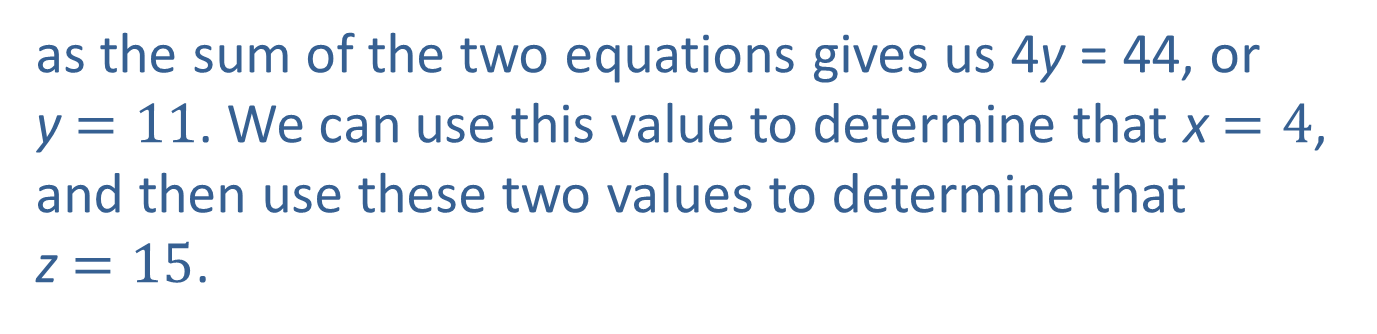 as the sum of the two equations gives us 4y = 44, or
y = 11. We can use this value to determine that x = 4,
and then use these two values to determine that
z = 15.